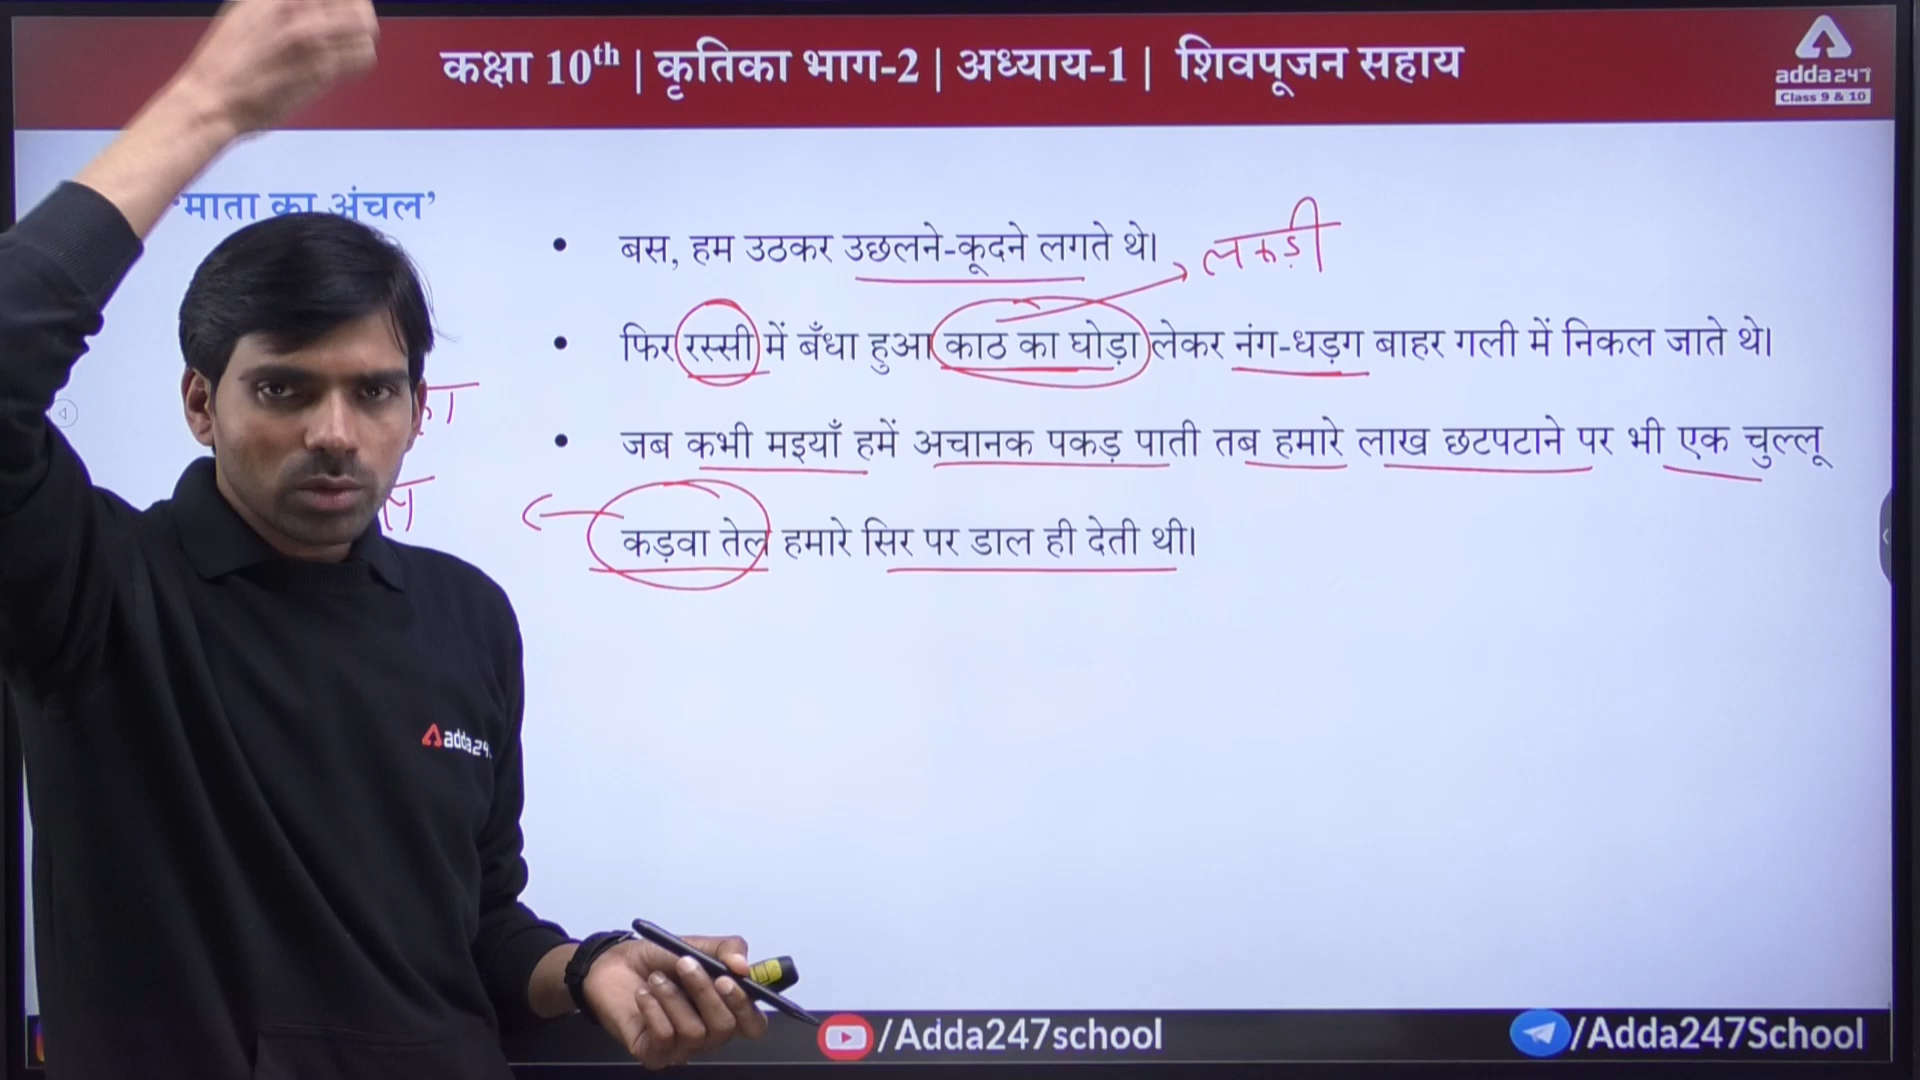 कक्षा 10th | कृतिका भाग-2 | अध्याय-1 | शिवपूजन सहाय
adda247
Class 9 & 10
‘माता का अंचल’
• बस, हम उठकर उछलने-कूदने लगते थे।
लकड़ी
• फिर रस्सी में बँधा हुआ काठ का घोड़ा लेकर नंग-धड़ग बाहर गली में निकल जाते थे।
• जब कभी मइयाँ हमें अचानक पकड़ पाती तब हमारे लाख छटपटाने पर भी एक चुल्लू
कड़वा तेल हमारे सिर पर डाल ही देती थी।
adda24
/Adda247school
/Adda247School